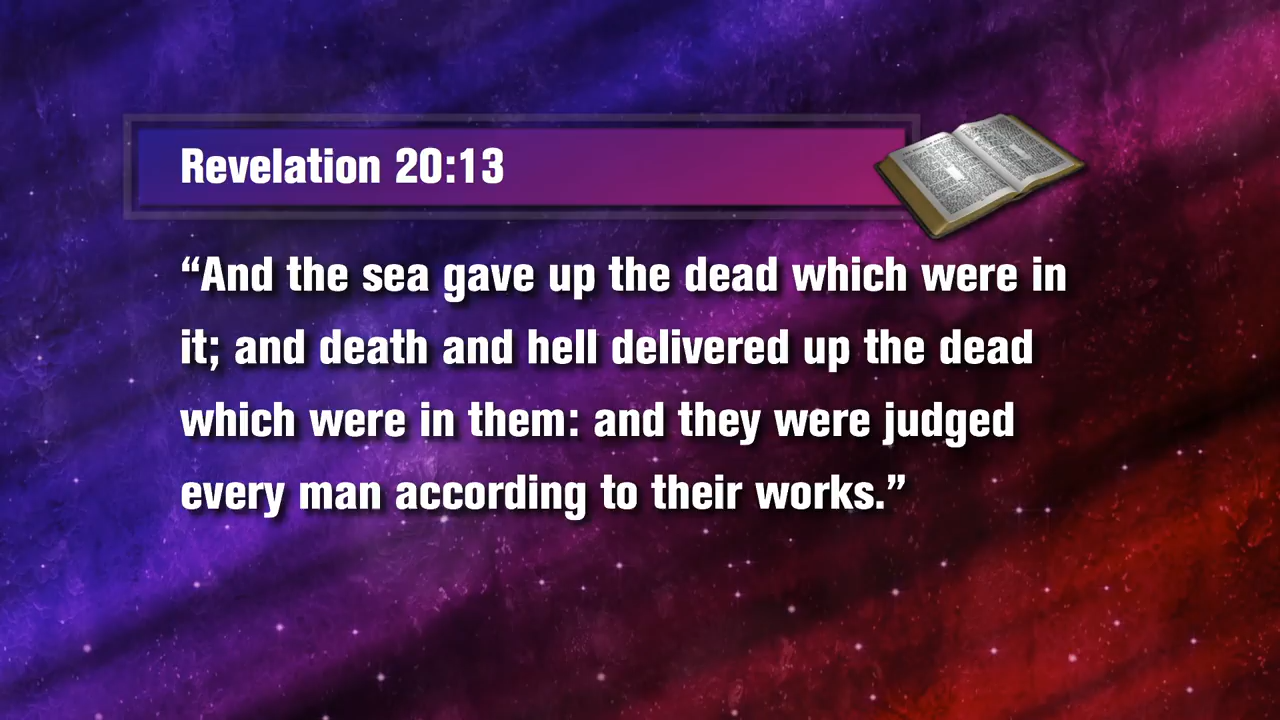 Revelation 20:13
“And the sea gave up the dead which were in
it; and death and hell delivered up the dead
which were in them: and they were judged
every man according to their works.”